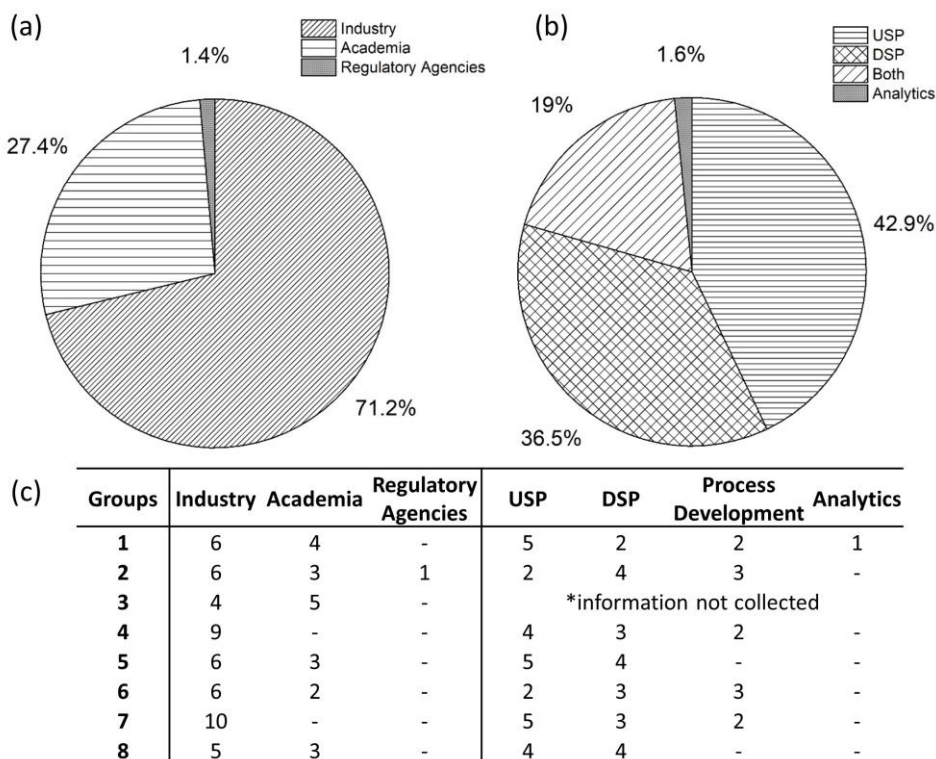 (a)
Industry
Academia
Regulatory Agencies
1.4%
27.4%
71.2%
(b)
USP
DSP
Both
Analytics
1.6%
19%
42.9%
36.5%
(c)
Groups Industry Academia Regulatory Agencies USP DSP Process Development Analytics
1 6 4 - 5 2 2 1
2 6 3 1 2 4 3 -
3 4 5 - *information not collected
4 9 - - 4 3 2 -
5 6 3 - 5 4 - -
6 6 2 - 2 3 3 -
7 10 - - 5 3 2 -
8 5 3 - 4 4 - -